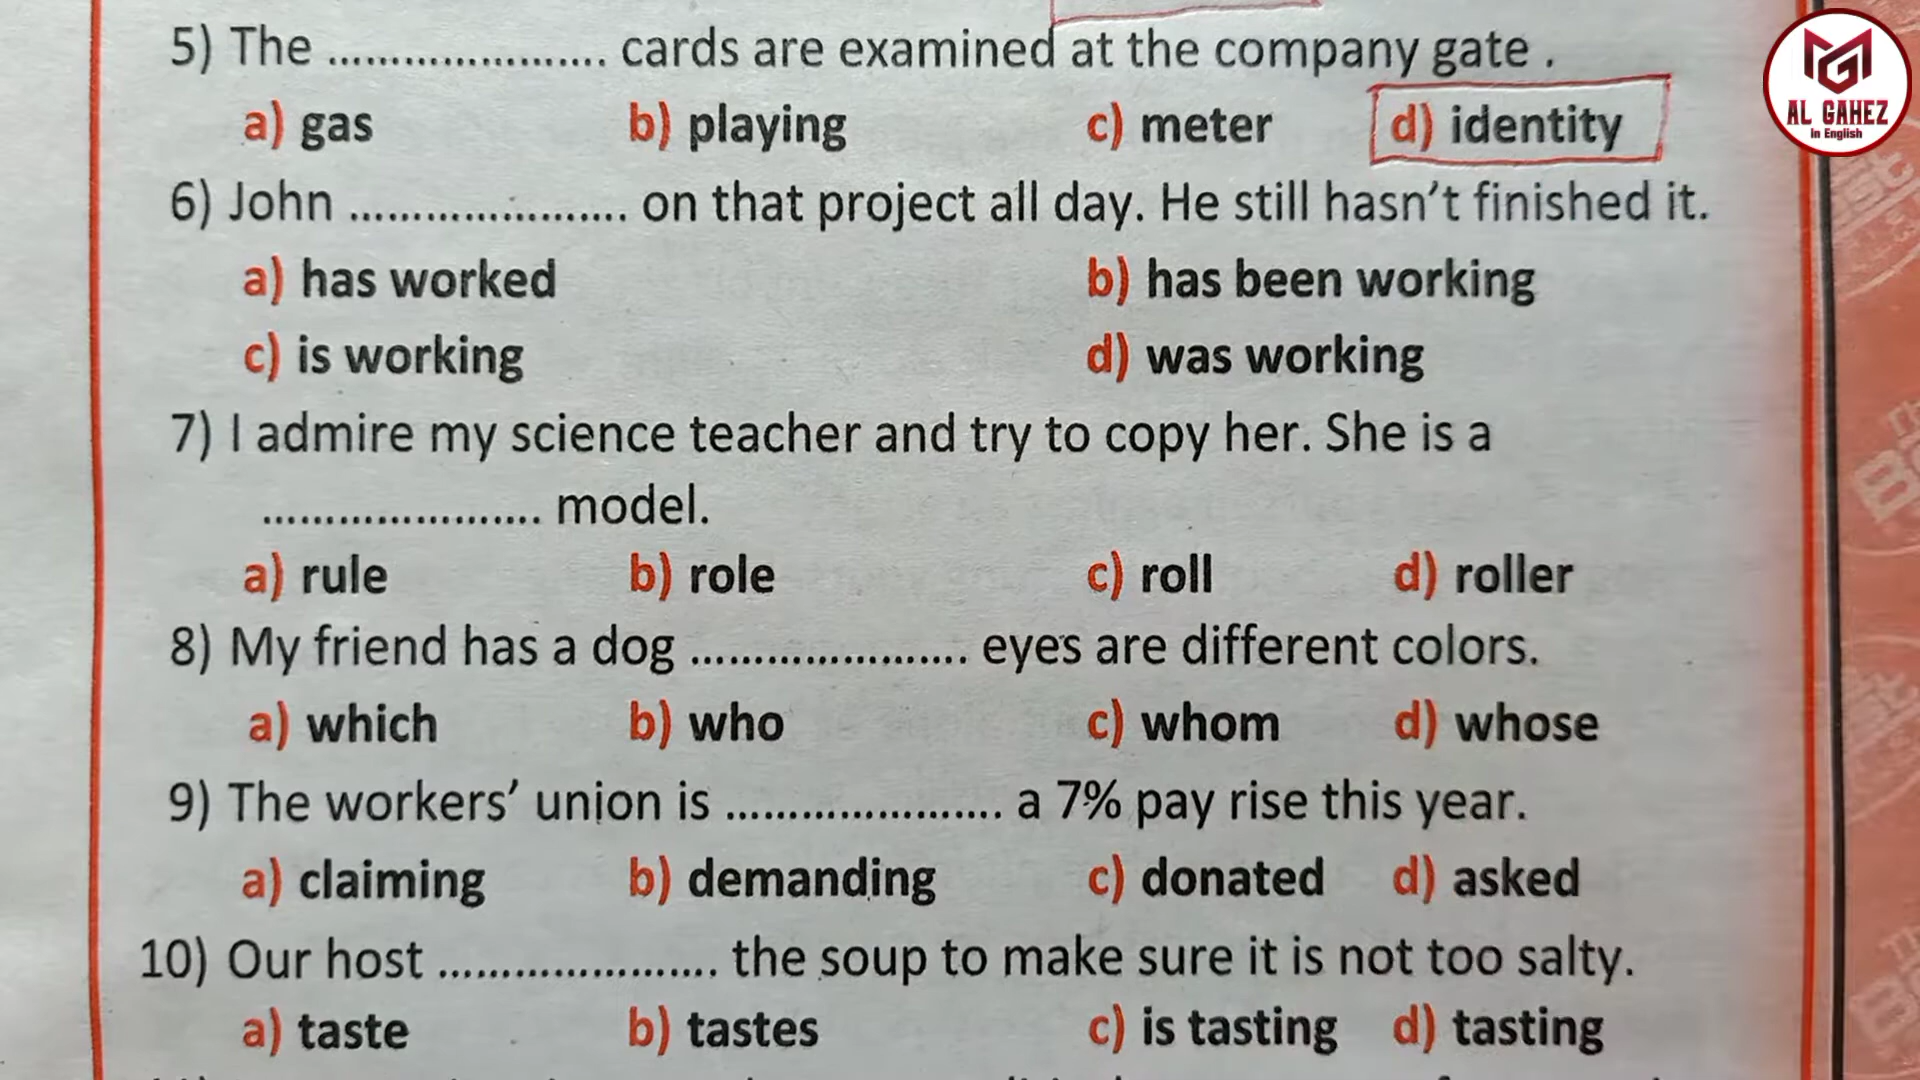 5) The ...................... cards are examined at the company gate .
a) gas b) playing c) meter d) identity
6) John ...................... on that project all day. He still hasn't finished it.
a) has worked b) has been working
c) is working d) was working
7) I admire my science teacher and try to copy her. She is a
...................... model.
a) rule b) role c) roll d) roller
8) My friend has a dog ...................... eyes are different colors.
a) which b) who c) whom d) whose
9) The workers' union is ...................... a 7% pay rise this year.
a) claiming b) demanding c) donated d) asked
10) Our host ...................... the soup to make sure it is not too salty.
a) taste b) tastes c) is tasting d) tasting
AL GAHEZ
in English